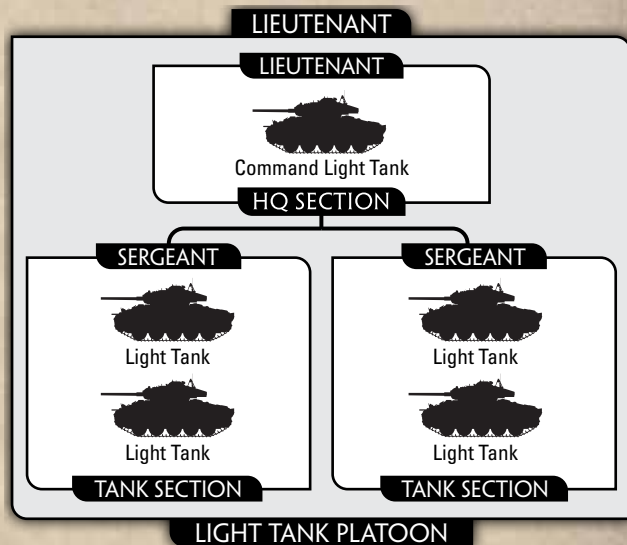 LIEUTENANT
LIEUTENANT
Command Light Tank
HQ SECTION
SERGEANT
Light Tank
Light Tank
TANK SECTION
SERGEANT
Light Tank
Light Tank
TANK SECTION
LIGHT TANK PLATOON